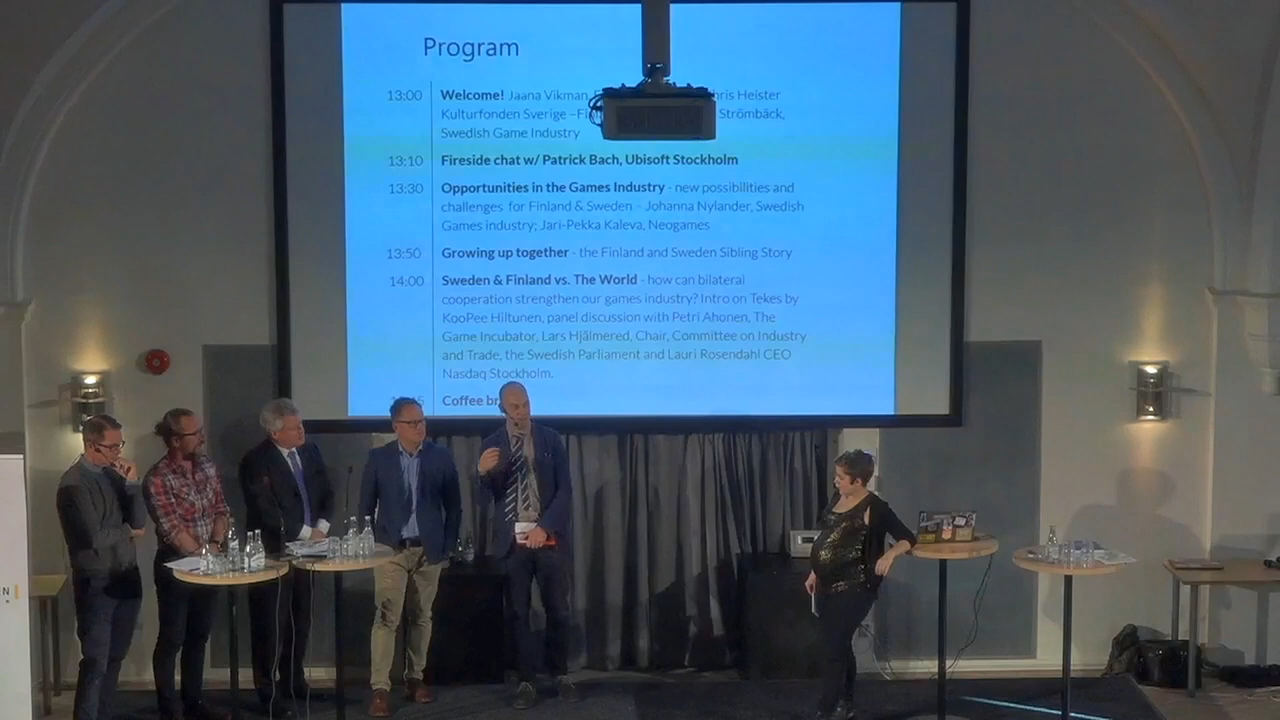 Program
13:00 Welcome! Jaana Vikman, hris Heister
Kulturfonden Sverige –Finl Strömbäck,
Swedish Game Industry
13:10 Fireside chat w/ Patrick Bach, Ubisoft Stockholm
13:30 Opportunities in the Games Industry - new possibilities and
challenges for Finland & Sweden - Johanna Nylander, Swedish
Games industry; Jari-Pekka Kaleva, Neogames
13:50 Growing up together - the Finland and Sweden Sibling Story
14:00 Sweden & Finland vs. The World - how can bilateral
cooperation strengthen our games industry? Intro on Tekes by
KooPee Hiltunen, panel discussion with Petri Ahonen, The
Game Incubator, Lars Hjälmered, Chair, Committee on Industry
and Trade, the Swedish Parliament and Lauri Rosendahl CEO
Nasdaq Stockholm.
Coffee br
N